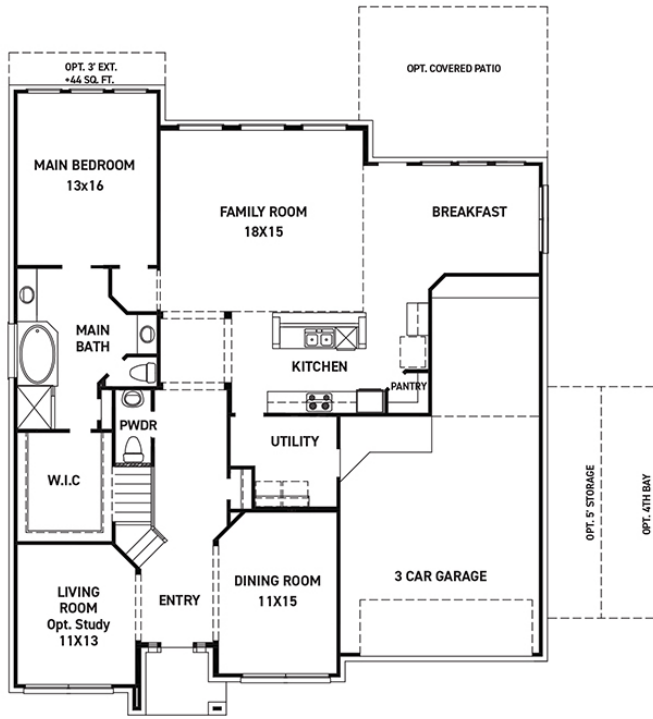 OPT. 3' EXT.
+44 SQ. FT.
OPT. COVERED PATIO
MAIN BEDROOM
13x16
FAMILY ROOM
18X15
BREAKFAST
MAIN
BATH
KITCHEN
PANTRY
PWDR
UTILITY
W.I.C
OPT. 5' STORAGE
OPT. 4TH BAY
LIVING
ROOM
Opt. Study
11X13
ENTRY
DINING ROOM
11X15
3 CAR GARAGE